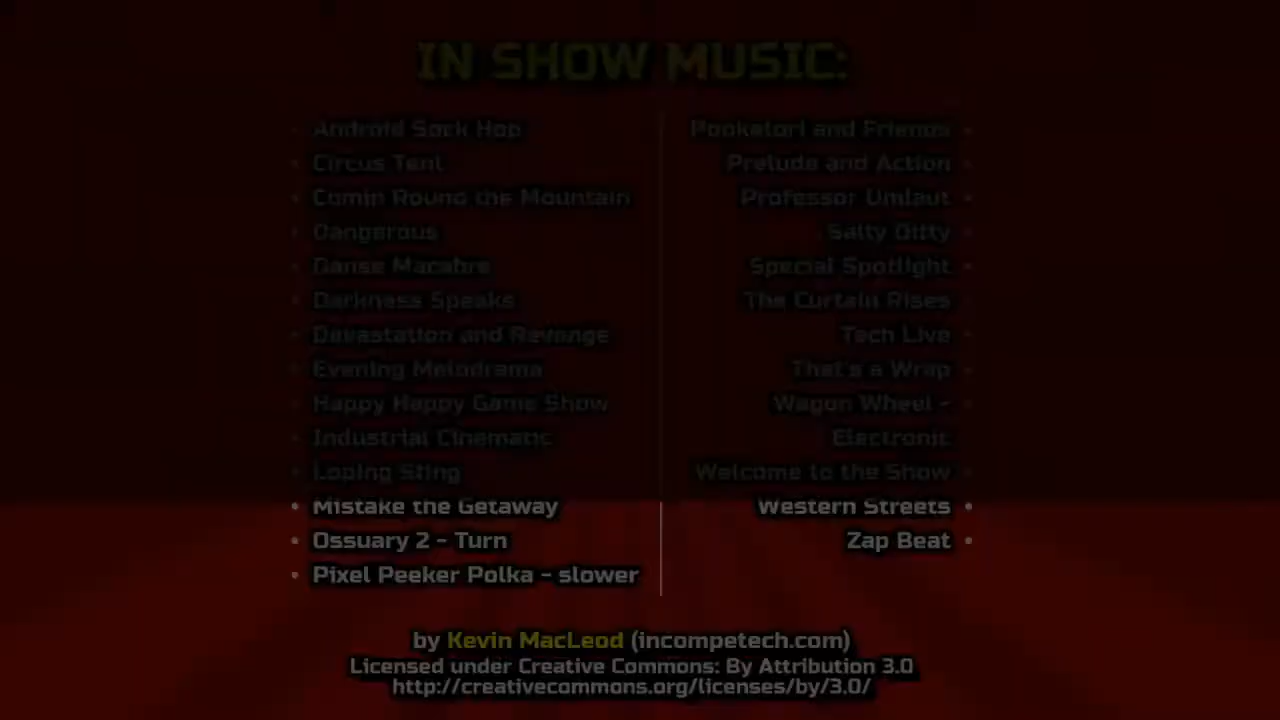 IN SHOW MUSIC:
• Android Sock Hop
• Circus Tent
• Comin Round the Mountain
• Dangerous
• Danse Macabre
• Darkness Speaks
• Devastation and Revenge
• Evening Melodrama
• Happy Happy Game Show
• Industrial Cinematic
• Loping Sting
• Mistake the Getaway
• Ossuary 2 - Turn
• Pixel Peeker Polka - slower
Pookatori and Friends •
Prelude and Action •
Professor Umlaut •
Salty Ditty •
Special Spotlight •
The Curtain Rises •
Tech Live •
That's a Wrap •
Wagon Wheel - •
Electronic
Welcome to the Show •
Western Streets •
Zap Beat •
by Kevin MacLeod (incompetech.com)
Licensed under Creative Commons: By Attribution 3.0
http://creativecommons.org/licenses/by/3.0/